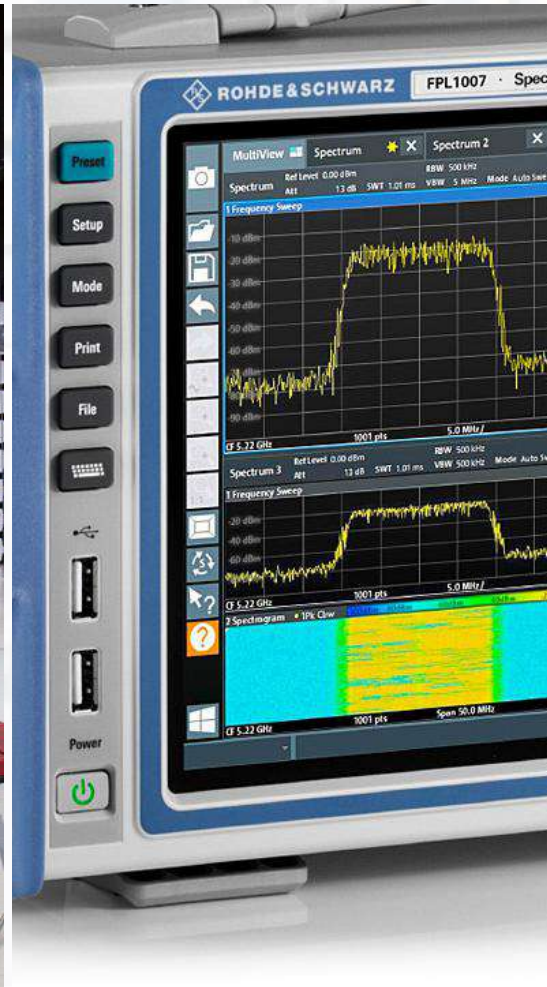 ROHDE & SCHWARZ
FPL1007 · Spec
Preset
Setup
Mode
Print
File
Power
MultiView Spectrum Spectrum 2
Spectrum
Ref Level 0.00 dBm
Att 13 dB SWT 1.01 ms
RBW 500 kHz
VBW 5 MHz Mode Auto Swe
1 Frequency Sweep
-10 dBm
-20 dBm
-30 dBm
-40 dBm
-50 dBm
-60 dBm
-90 dBm
CF 5.22 GHz 1001 pts 5.0 MHz/
Spectrum 3
Ref Level 0.00 dBm
Att 13 dB SWT 1.01 ms
RBW 500 kHz
VBW 500 kHz Mode Auto Sw
1 Frequency Sweep
-20 dBm
-40 dBm
-60 dBm
CF 5.22 GHz 1001 pts 5.0 MHz/
2 Spectrogram 1Pk Clrw
CF 5.22 GHz 1001 pts Span 50.0 MHz